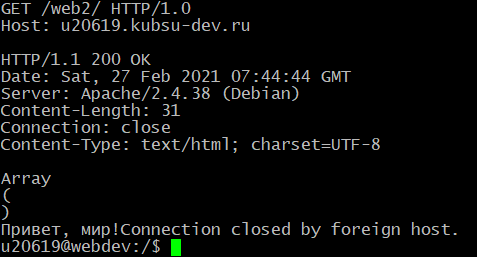 GET /web2/ HTTP/1.0
Host: u20619.kubsu-dev.ru
HTTP/1.1 200 OK
Date: Sat, 27 Feb 2021 07:44:44 GMT
Server: Apache/2.4.38 (Debian)
Content-Length: 31
Connection: close
Content-Type: text/html; charset=UTF-8
Array
(
)
Привет, мир!Connection closed by foreign host.
u20619@webdev:/$